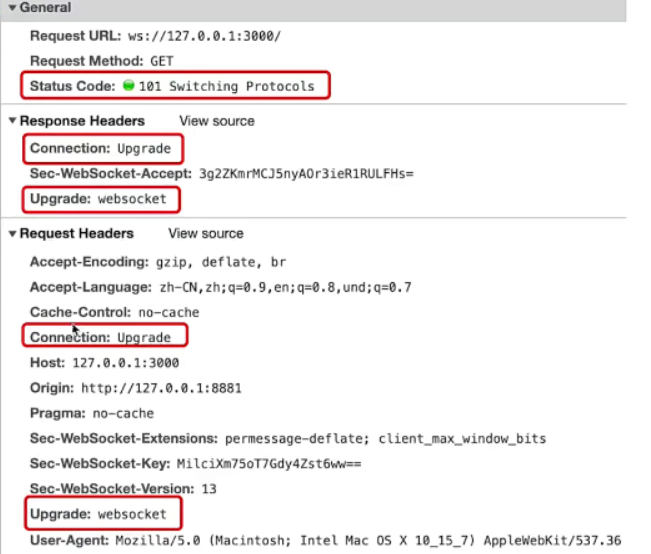 General
Request URL: ws://127.0.0.1:3000/
Request Method: GET
Status Code: 101 Switching Protocols
Response Headers View source
Connection: Upgrade
Sec-WebSocket-Accept: 3g2ZKmrMCJ5nyAOr3ieR1RULFHs=
Upgrade: websocket
Request Headers View source
Accept-Encoding: gzip, deflate, br
Accept-Language: zh-CN,zh;q=0.9,en;q=0.8,und;q=0.7
Cache-Control: no-cache
Connection: Upgrade
Host: 127.0.0.1:3000
Origin: http://127.0.0.1:8881
Pragma: no-cache
Sec-WebSocket-Extensions: permessage-deflate; client_max_window_bits
Sec-WebSocket-Key: MilciXm75oT7Gdy4Zst6ww==
Sec-WebSocket-Version: 13
Upgrade: websocket
User-Agent: Mozilla/5.0 (Macintosh; Intel Mac OS X 10_15_7) AppleWebKit/537.36